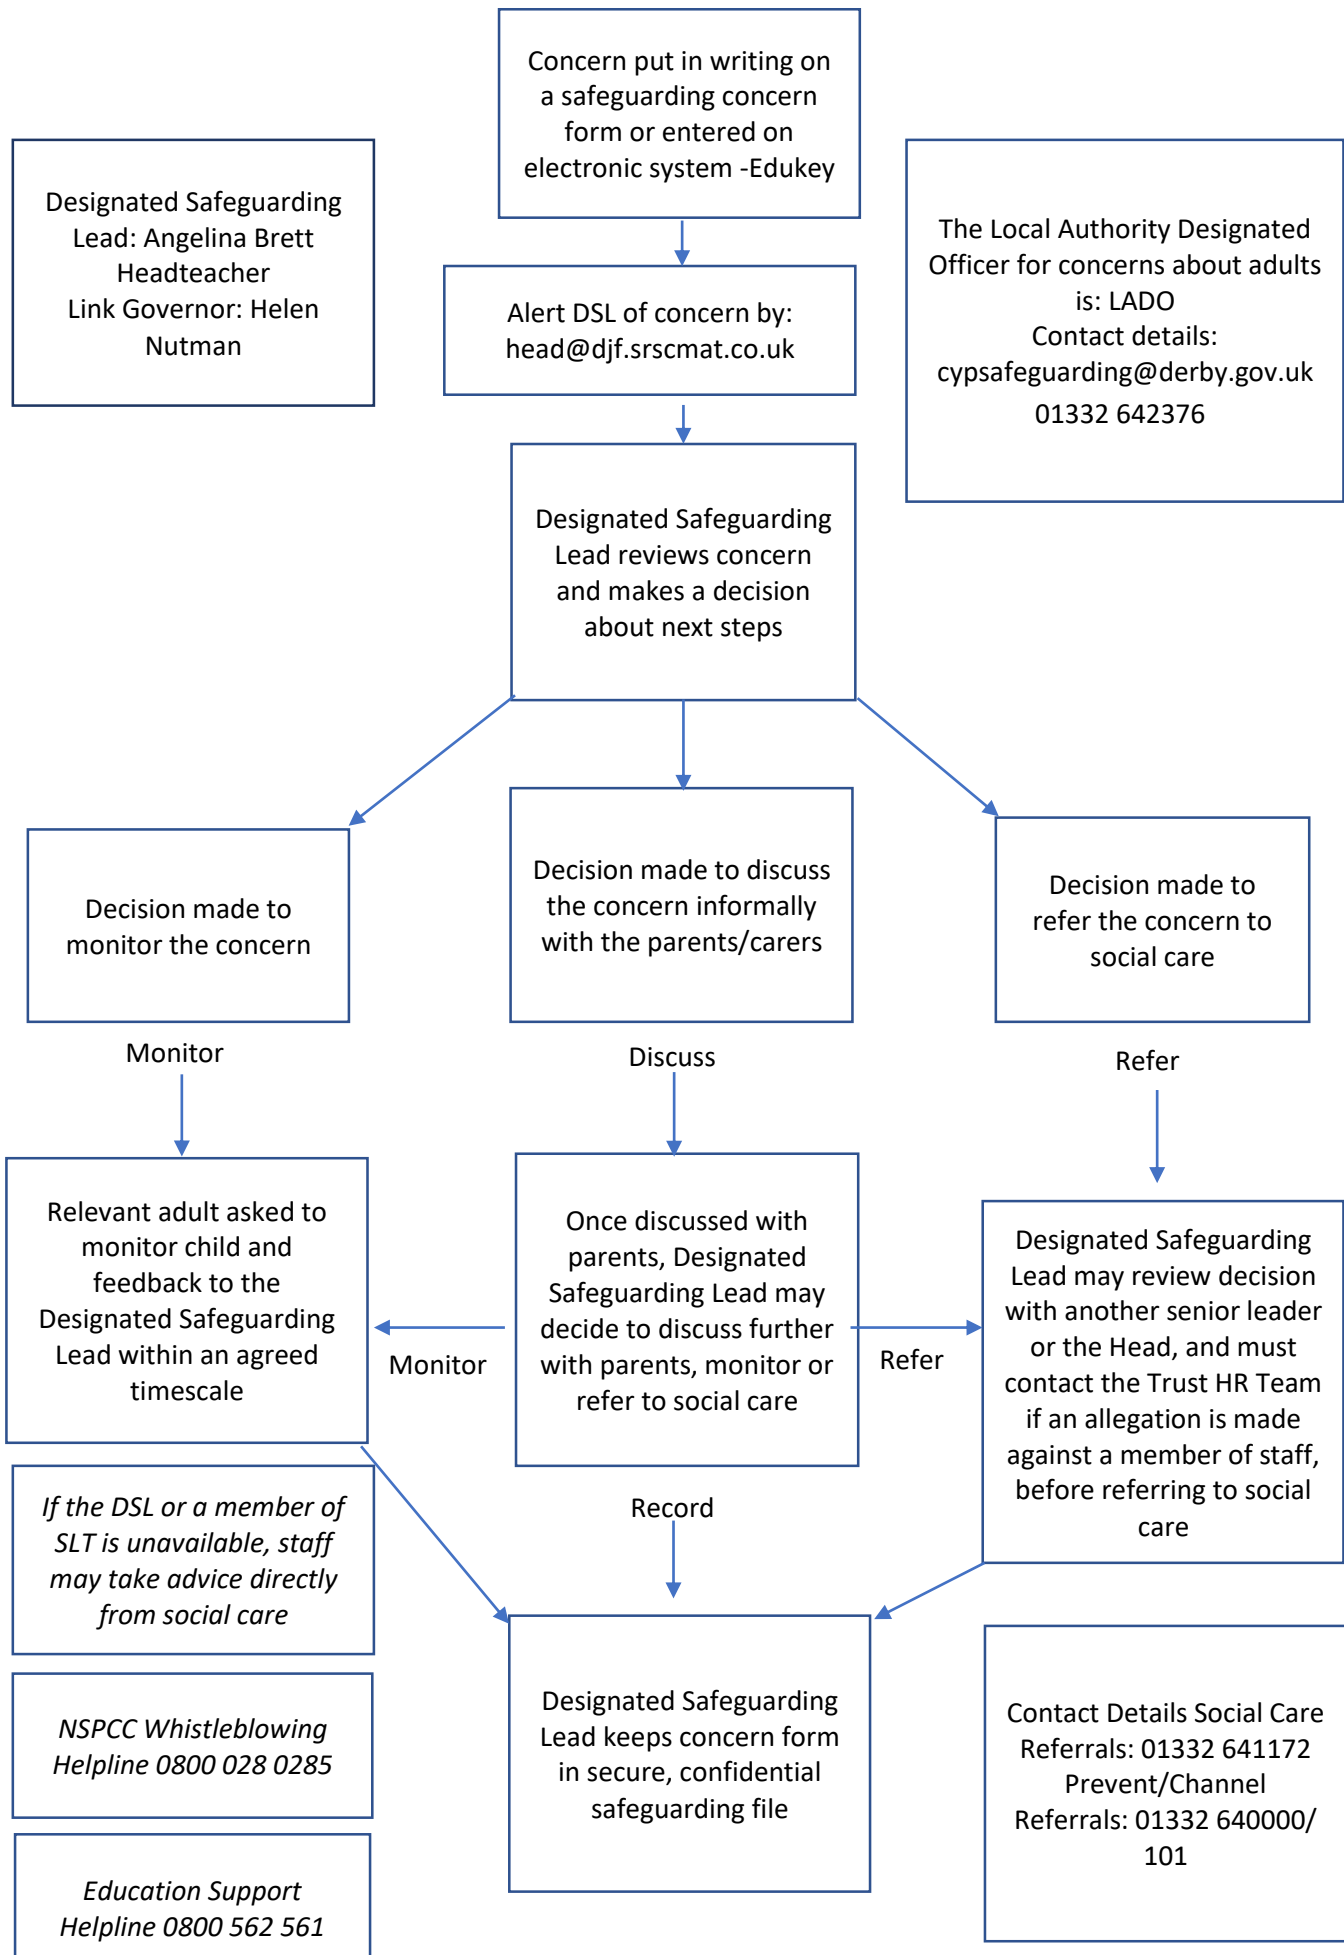 Concern put in writing on
a safeguarding concern
form or entered on
electronic system -Edukey
Designated Safeguarding
Lead: Angelina Brett
Headteacher
Link Governor: Helen
Nutman
The Local Authority Designated
Officer for concerns about adults
is: LADO
Contact details:
cypsafeguarding@derby.gov.uk
01332 642376
Alert DSL of concern by:
head@djf.srscmat.co.uk
Designated Safeguarding
Lead reviews concern
and makes a decision
about next steps
Decision made to
monitor the concern
Decision made to discuss
the concern informally
with the parents/carers
Decision made to
refer the concern to
social care
Monitor
Discuss
Refer
Relevant adult asked to
monitor child and
feedback to the
Designated Safeguarding
Lead within an agreed
timescale
Monitor
Once discussed with
parents, Designated
Safeguarding Lead may
decide to discuss further
with parents, monitor or
refer to social care
Refer
Designated Safeguarding
Lead may review decision
with another senior leader
or the Head, and must
contact the Trust HR Team
if an allegation is made
against a member of staff,
before referring to social
care
If the DSL or a member of
SLT is unavailable, staff
may take advice directly
from social care
Record
NSPCC Whistleblowing
Helpline 0800 028 0285
Designated Safeguarding
Lead keeps concern form
in secure, confidential
safeguarding file
Contact Details Social Care
Referrals: 01332 641172
Prevent/Channel
Referrals: 01332 640000/
101
Education Support
Helpline 0800 562 561